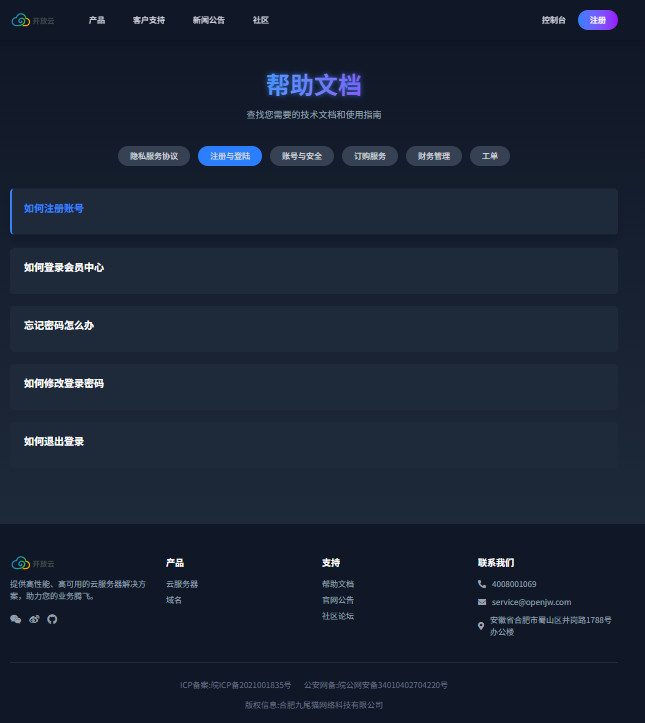 开放云 产品 客户支持 新闻公告 社区 控制台 注册
帮助文档
查找您需要的技术文档和使用指南
隐私服务协议 注册与登陆 账号与安全 订购服务 财务管理 工单
如何注册账号
如何登录会员中心
忘记密码怎么办
如何修改登录密码
如何退出登录
开放云
提供高性能、高可用的云服务器解决方
案，助力您的业务腾飞。
产品
云服务器
域名
支持
帮助文档
官网公告
社区论坛
联系我们
4008001069
service@openjw.com
安徽省合肥市蜀山区井岗路1788号
办公楼
ICP备案:皖ICP备2021001835号 公安网备:皖公网安备34010402704220号
版权信息:合肥九尾猫网络科技有限公司